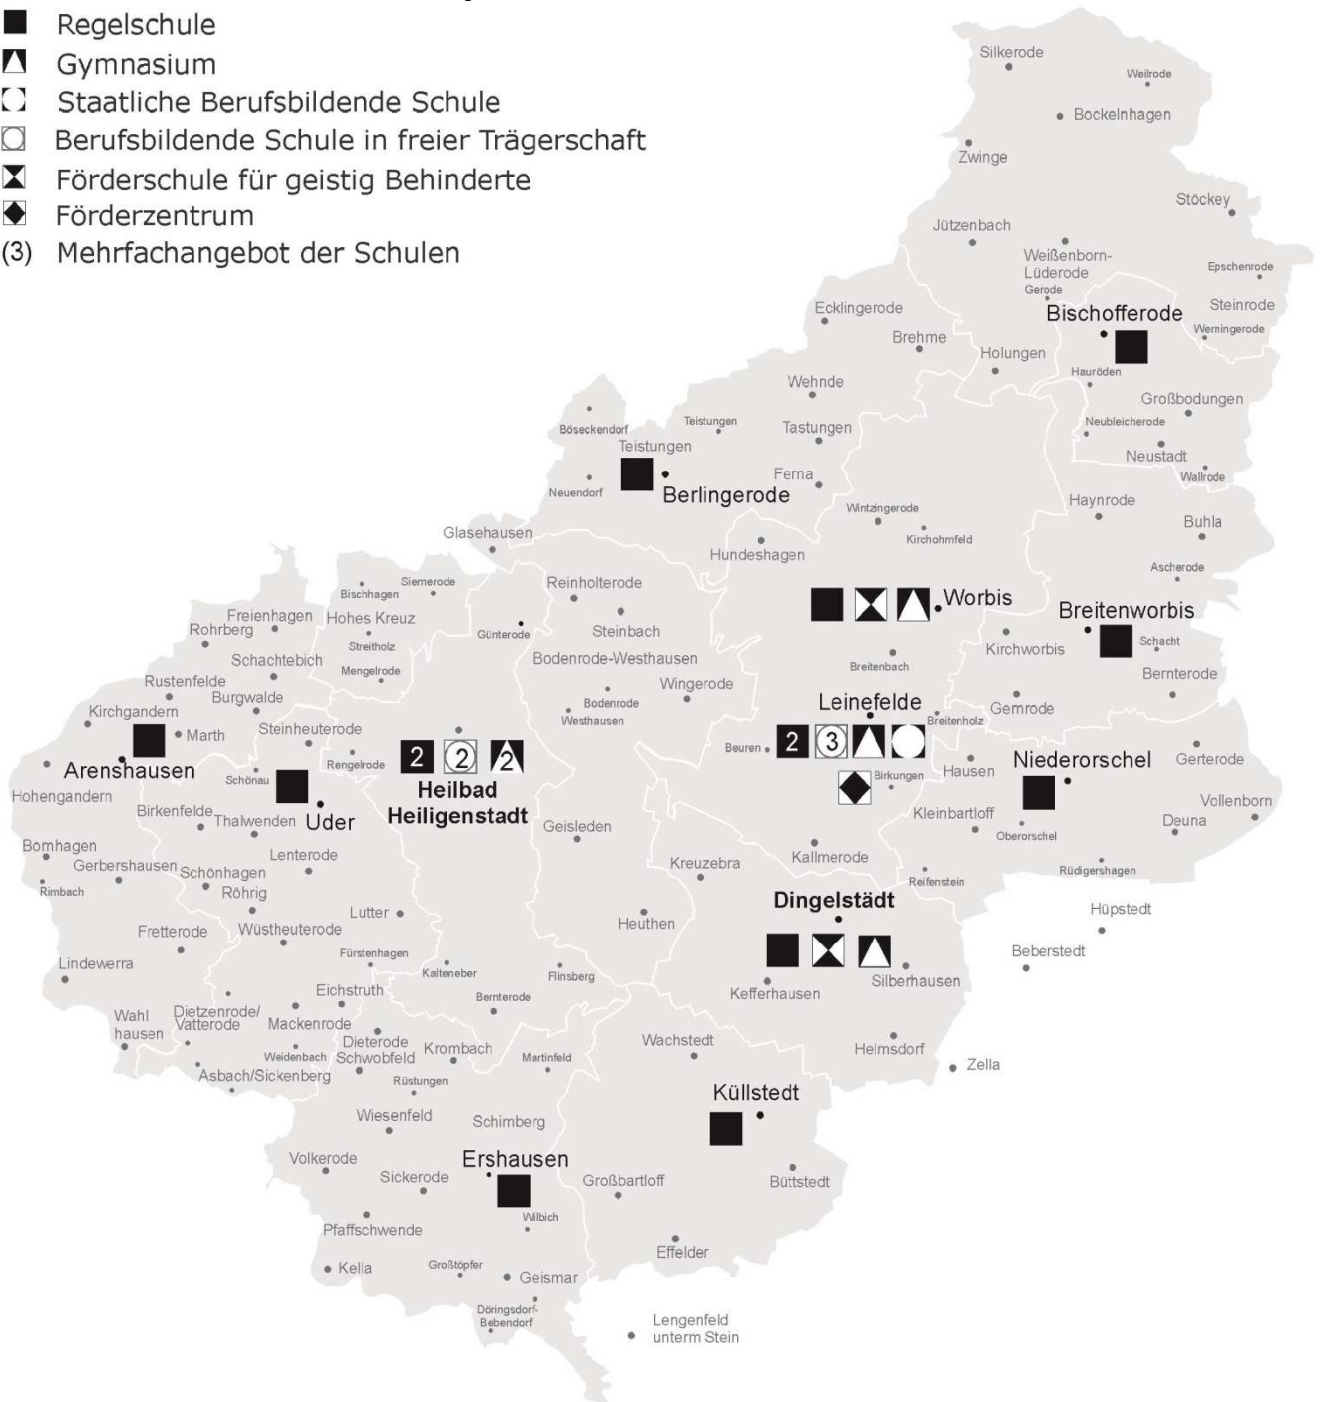 Regelschule
Gymnasium
Staatliche Berufsbildende Schule
Berufsbildende Schule in freier Trägerschaft
Förderschule für geistig Behinderte
Förderzentrum
(3) Mehrfachangebot der Schulen
Silkerode
Weilrode
Bockelnhagen
Zwinge
Stöckey
Jützenbach
Weißenborn-
Lüderode
Epschenrode
Gerode
Steinrode
Ecklingerode
Bischofferode
Werningerode
Brehme
Holungen
Hauröden
Wehnde
Großbodungen
Teistungen
Neubleicherode
Böseckendorf
Tastungen
Teistungen
Neustadt
Ferna
Wallrode
Neuendorf
Berlingerode
Haynrode
Wintzingerode
Buhla
Glasehausen
Kirchohmfeld
Hundeshagen
Ascherode
Siemerode
Reinholterode
Bischhagen
Worbis
Breitenworbis
Freienhagen
Hohes Kreuz
Rohrberg
Günterode
Steinbach
Schacht
Streitholz
Kirchworbis
Schachtebich
Bodenrode-Westhausen
Breitenbach
Mengelrode
Bernterode
Rustenfelde
Wingerode
Burgwalde
Bodenrode
Leinefelde
Gernrode
Kirchgandern
Westhausen
Breitenholz
Steinheuterode
Marth
Beuren
2
3
2
2
2
Niederorschel
Gerterode
Rengelrode
Arenshausen
Hausen
Schönau
Birkungen
Heilbad
Heiligenstadt
Hohengandern
Vollenborn
Birkenfelde
Thalwenden
Uder
Kleinbartloff
Deuna
Geisleden
Oberorschel
Bornhagen
Lenterode
Kallmerode
Gerbershausen
Schönhagen
Kreuzebra
Rüdigershagen
Reifenstein
Rimbach
Röhrig
Dingelstädt
Hüpstedt
Lutter
Heuthen
Fretterode
Wüstheuterode
Beberstedt
Fürstenhagen
Lindewerra
Kalteneber
Flinsberg
Silberhausen
Kefferhausen
Eichstruth
Bernterode
Dietzenrode/
Vatterode
Wahl
hausen
Mackenrode
Dieterode
Wachstedt
Helmsdorf
Krombach
Weidenbach
Schwobfeld
Martinfeld
Zella
Asbach/Sickenberg
Rüstungen
Küllstedt
Wiesenfeld
Schimberg
Volkerode
Ershausen
Sickerode
Großbartloff
Büttstedt
Wilbich
Pfaffschwende
Effelder
Kella
Großtöpfer
Geismar
Döringsdorf-
Bebendorf
Lengenfeld
unterm Stein